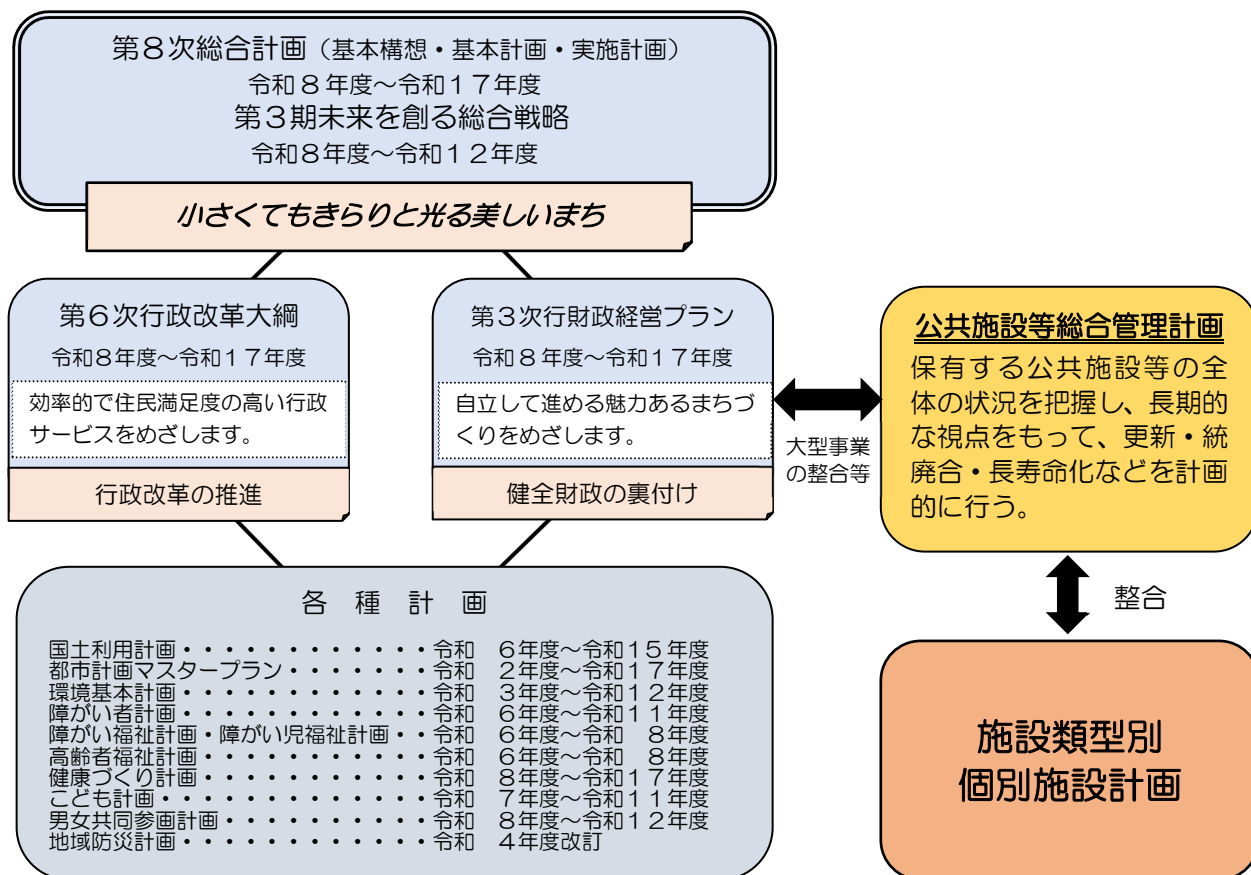 第８次総合計画（基本構想・基本計画・実施計画）
令和８年度～令和１７年度
第３期未来を創る総合戦略
令和８年度～令和１２年度
小さくてもきらりと光る美しいまち
第６次行政改革大綱
令和８年度～令和１７年度
効率的で住民満足度の高い行政
サービスをめざします。
行政改革の推進
第３次行財政経営プラン
令和８年度～令和１７年度
自立して進める魅力あるまちづ
くりをめざします。
健全財政の裏付け
大型事業
の整合等
公共施設等総合管理計画
保有する公共施設等の全
体の状況を把握し、長期的
な視点をもって、更新・統
廃合・長寿命化などを計画
的に行う。
整合
施設類型別
個別施設計画
各　種　計　画
国土利用計画・・・・・・・・・・・・・令和　６年度～令和１５年度
都市計画マスタープラン・・・・・・・・令和　２年度～令和１７年度
環境基本計画・・・・・・・・・・・・・令和　３年度～令和１２年度
障がい者計画・・・・・・・・・・・・・令和　６年度～令和１１年度
障がい福祉計画・障がい児福祉計画・・令和　６年度～令和　８年度
高齢者福祉計画・・・・・・・・・・・・令和　６年度～令和　８年度
健康づくり計画・・・・・・・・・・・・令和　８年度～令和１７年度
こども計画・・・・・・・・・・・・・・令和　７年度～令和１１年度
男女共同参画計画・・・・・・・・・・・令和　８年度～令和１２年度
地域防災計画・・・・・・・・・・・・・令和　４年度改訂